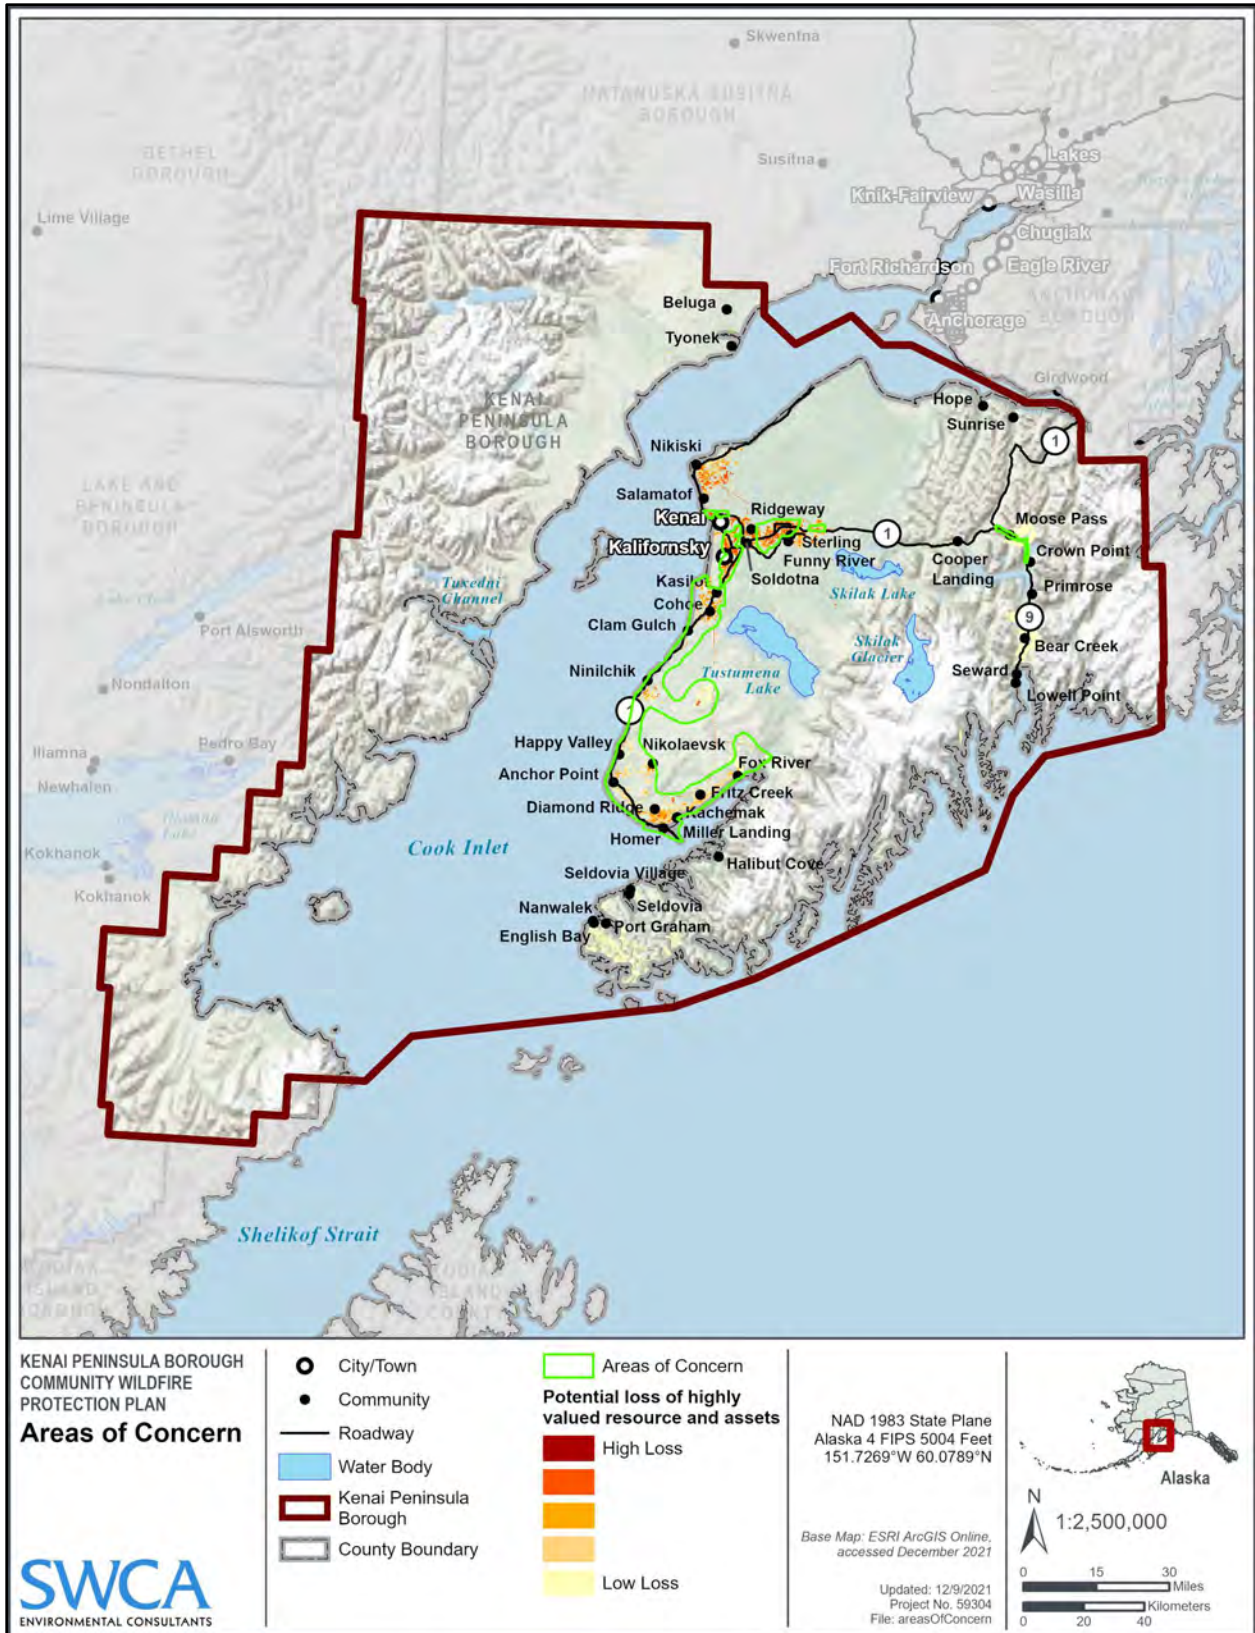 Skwentna
MATANUSKA SUSITNA
BOROUGH
BETHEL
BOROUGH
Susitna
Lakes
Knik-Fairview
Wasilla
Lime Village
Chugiak
Fort Richardson
Eagle River
Anchorage
BOROUGH
Beluga
Tyonek
Girdwood
Hope
Sunrise
KENAI
PENINSULA
BOROUGH
1
Nikiski
LAKE AND
PENINSULA
BOROUGH
Salamatof
Ridgeway
Kenai
Moose Pass
1
Kalifornsky
Sterling
Funny River
Cooper
Landing
Crown Point
Soldotna
Tuxedni
Channel
Kasilof
Skilak Lake
Primrose
Cohoe
Port Alsworth
Clam Gulch
9
Skilak
Glacier
Bear Creek
Ninilchik
Tustumena
Lake
Seward
Nondalton
Lowell Point
Iliamna
Pedro Bay
Happy Valley
Nikolaevsk
Newhalen
Anchor Point
Fox River
Fritz Creek
Diamond Ridge
Kachemak
Homer
Miller Landing
Cook Inlet
Kokhanok
Halibut Cove
Seldovia Village
Kokhanok
Seldovia
Nanwalek
Port Graham
English Bay
Shelikof Strait
KENAI PENINSULA BOROUGH
COMMUNITY WILDFIRE
PROTECTION PLAN
Areas of Concern
SWCA
ENVIRONMENTAL CONSULTANTS
City/Town
Community
Roadway
Water Body
Kenai Peninsula
Borough
County Boundary
Areas of Concern
Potential loss of highly
valued resource and assets
High Loss
Low Loss
NAD 1983 State Plane
Alaska 4 FIPS 5004 Feet
151.7269°W 60.0789°N
Base Map: ESRI ArcGIS Online,
accessed December 2021
Updated: 12/9/2021
Project No. 59304
File: areasOfConcern
Alaska
N
1:2,500,000
0 15 30
Miles
Kilometers
0 20 40